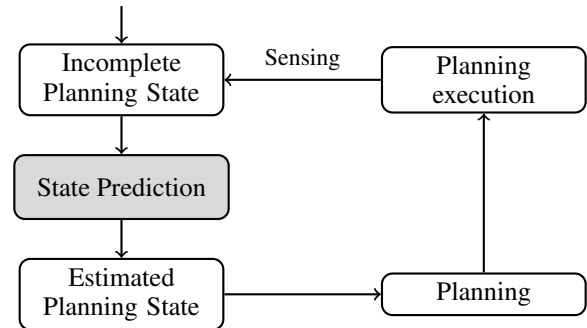 Incomplete
Planning State
Sensing
Planning
execution
State Prediction
Estimated
Planning State
Planning